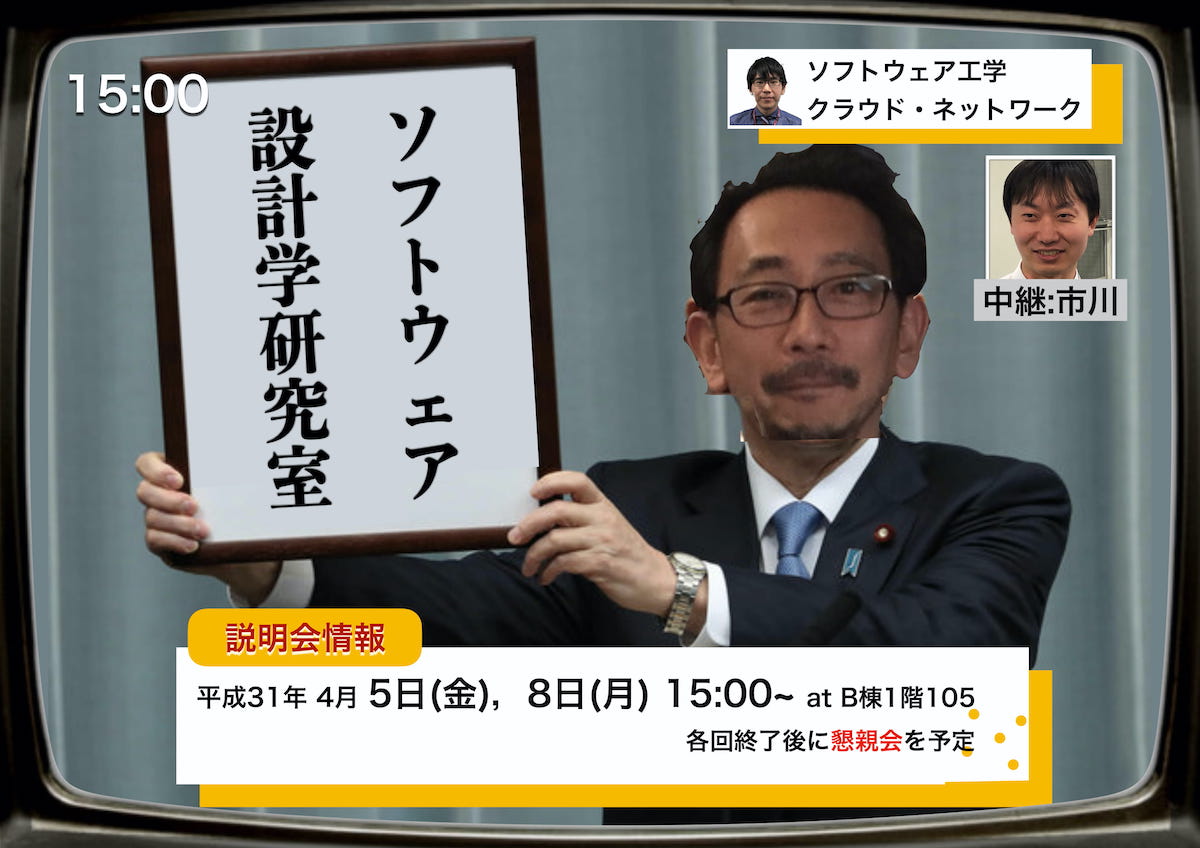 15:00
ソフトウェア
設計学研究室
ソフトウェア工学
クラウド・ネットワーク
中継:市川
説明会情報
平成31年 4月 5日(金), 8日(月) 15:00~ at B棟1階105
各回終了後に懇親会を予定